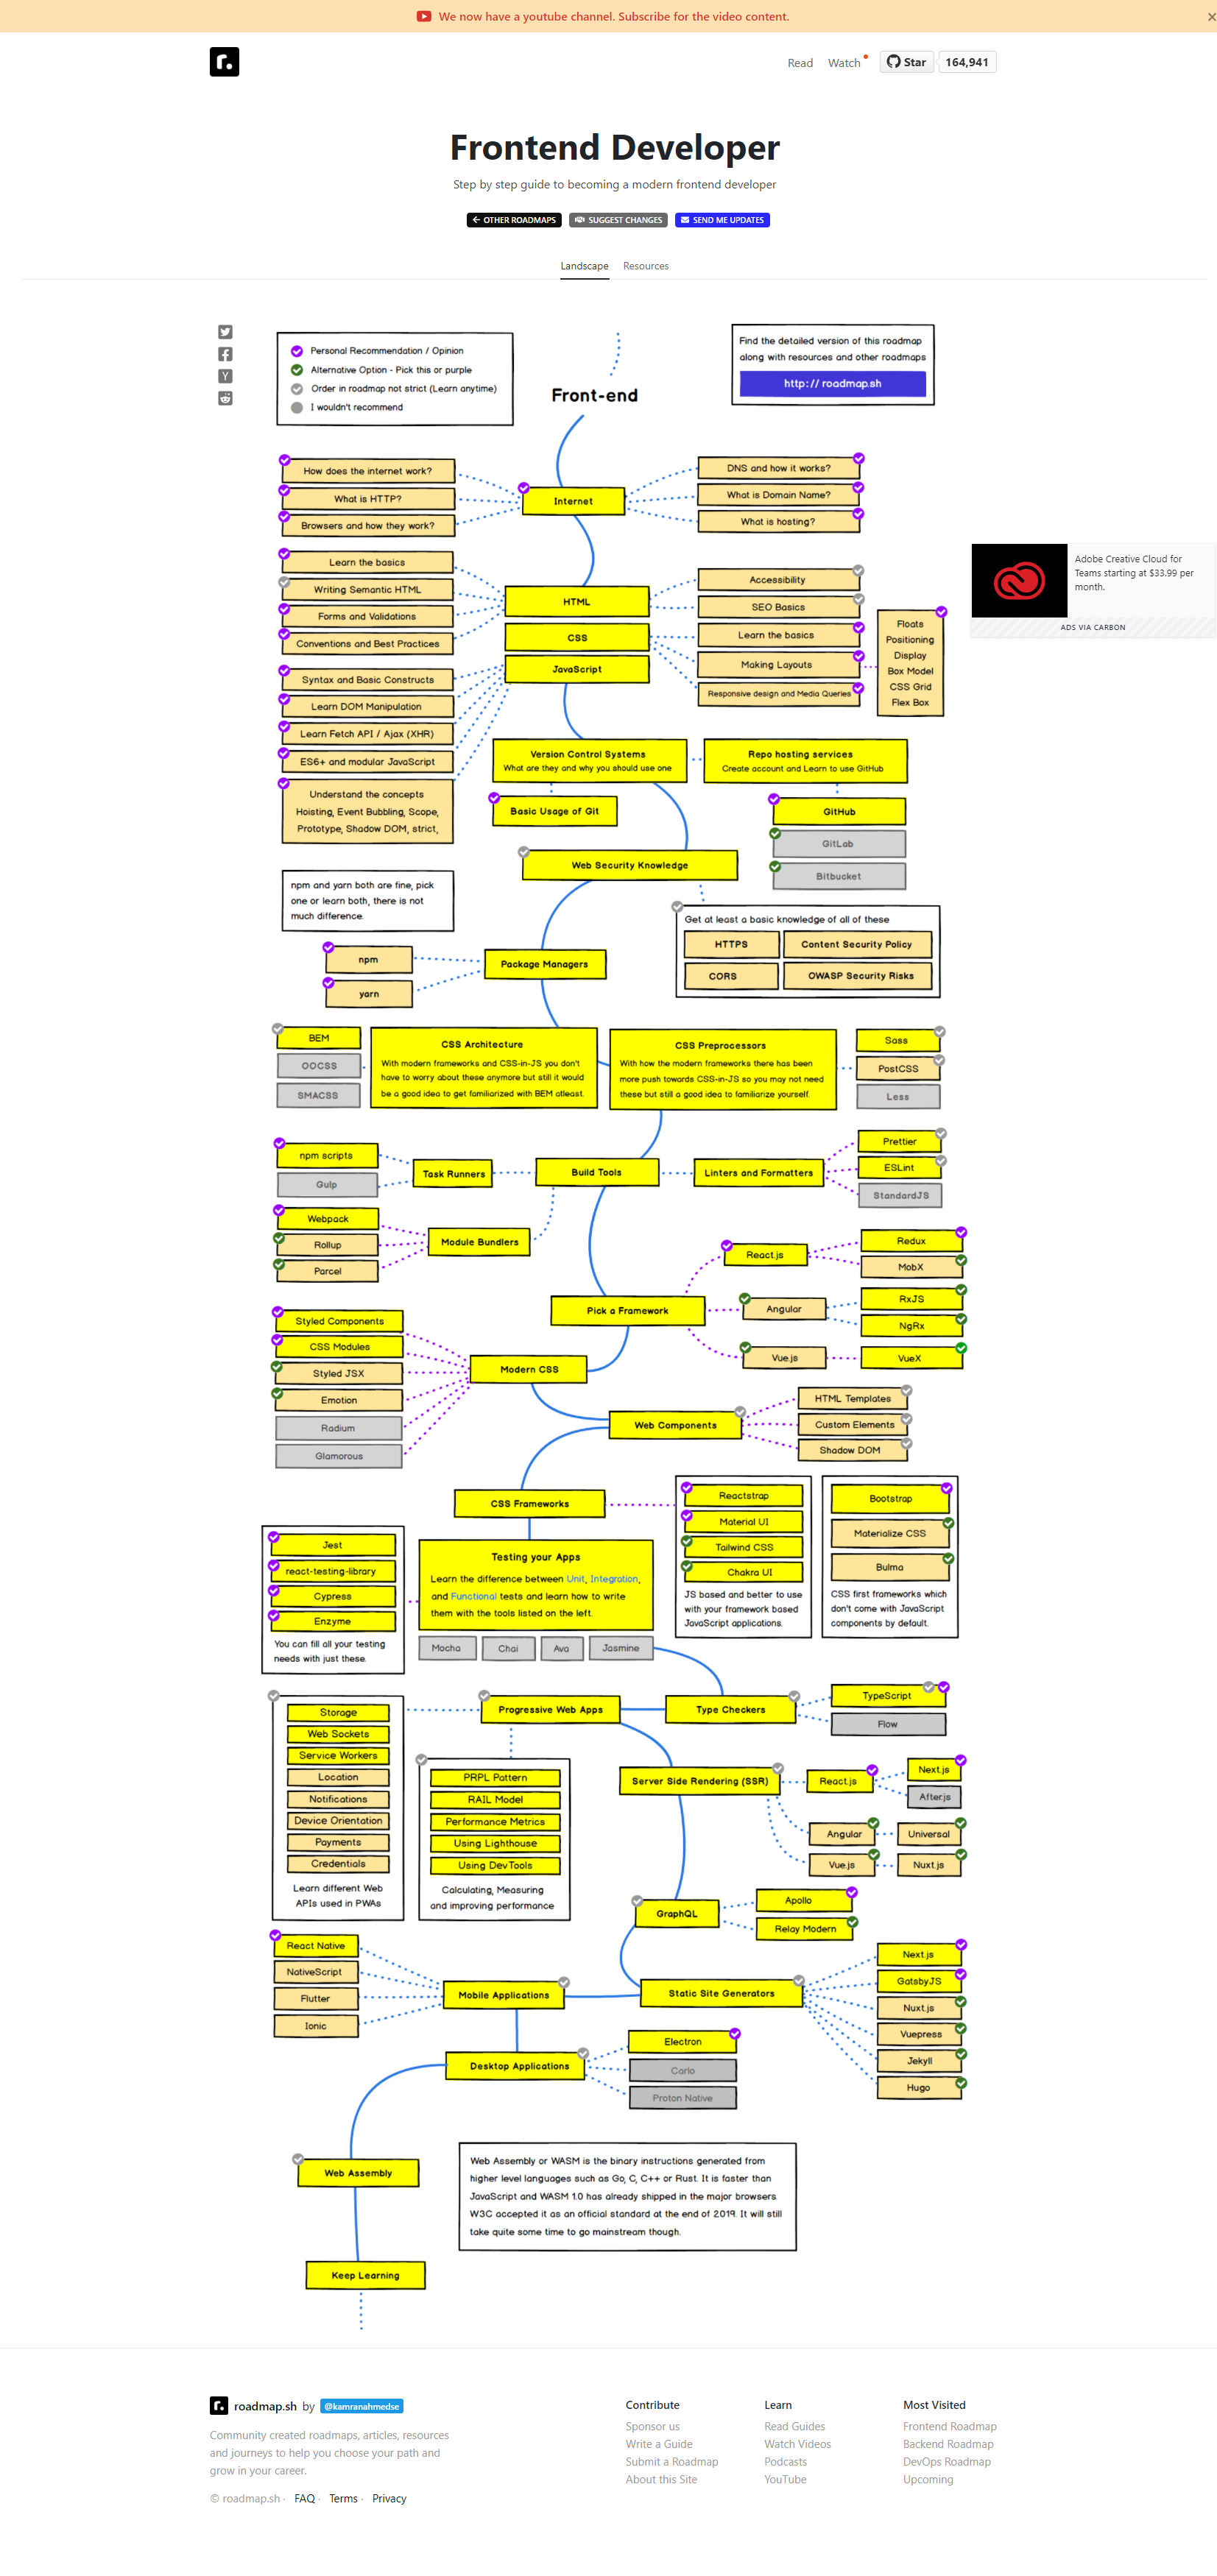 We now have a youtube channel. Subscribe for the video content.
Read
Watch
Star
164,941
Frontend Developer
Step by step guide to becoming a modern frontend developer
OTHER ROADMAPS
SUGGEST CHANGES
SEND ME UPDATES
Landscape
Resources
Personal Recommendation / Opinion
Alternative Option - Pick this or purple
Order in roadmap not strict (Learn anytime)
I wouldn't recommend
Front-end
Find the detailed version of this roadmap
along with resources and other roadmaps
http:// roadmap.sh
How does the internet work?
What is HTTP?
Browsers and how they work?
Internet
DNS and how it works?
What is Domain Name?
What is hosting?
Learn the basics
Writing Semantic HTML
Forms and Validations
Conventions and Best Practices
HTML
CSS
JavaScript
Accessibility
SEO Basics
Learn the basics
Making Layouts
Responsive design and Media Queries
Floats
Positioning
Display
Box Model
CSS Grid
Flex Box
Adobe Creative Cloud for
Teams starting at $33.99 per
month.
ADS VIA CARBON
Syntax and Basic Constructs
Learn DOM Manipulation
Learn Fetch API / Ajax (XHR)
ES6+ and modular JavaScript
Understand the concepts
Hoisting, Event Bubbling, Scope,
Prototype, Shadow DOM, strict,
Version Control Systems
What are they and why you should use one
Repo hosting services
Create account and Learn to use GitHub
Basic Usage of Git
GitHub
GitLab
Bitbucket
Web Security Knowledge
Get at least a basic knowledge of all of these
HTTPS
Content Security Policy
CORS
OWASP Security Risks
npm and yarn both are fine, pick
one or learn both, there is not
much difference.
npm
yarn
Package Managers
BEM
OOCSS
SMACSS
CSS Architecture
With modern frameworks and CSS-in-JS you don't
have to worry about these anymore but still it would
be a good idea to get familiarized with BEM atleast.
CSS Preprocessors
With how the modern frameworks there has been
more push towards CSS-in-JS so you may not need
these but still a good idea to familiarize yourself.
Sass
PostCSS
Less
npm scripts
Gulp
Task Runners
Build Tools
Linters and Formatters
Prettier
ESLint
StandardJS
Webpack
Rollup
Parcel
Module Bundlers
Pick a Framework
React.js
Redux
MobX
Angular
RxJS
NgRx
Vue.js
VueX
Styled Components
CSS Modules
Styled JSX
Emotion
Radium
Glamorous
Modern CSS
Web Components
HTML Templates
Custom Elements
Shadow DOM
CSS Frameworks
Reactstrap
Material UI
Tailwind CSS
Chakra UI
JS based and better to use
with your framework based
JavaScript applications.
Bootstrap
Materialize CSS
Bulma
CSS first frameworks which
don't come with JavaScript
components by default.
Jest
react-testing-library
Cypress
Enzyme
You can fill all your testing
needs with just these.
Testing your Apps
Learn the difference between Unit, Integration,
and Functional tests and learn how to write
them with the tools listed on the left.
Mocha
Chai
Ava
Jasmine
Progressive Web Apps
Type Checkers
TypeScript
Flow
Storage
Web Sockets
Service Workers
Location
Notifications
Device Orientation
Payments
Credentials
Learn different Web
APIs used in PWAs
PRPL Pattern
RAIL Model
Performance Metrics
Using Lighthouse
Using DevTools
Calculating, Measuring
and improving performance
Server Side Rendering (SSR)
React.js
Next.js
After.js
Angular
Universal
Vue.js
Nuxt.js
GraphQL
Apollo
Relay Modern
React Native
NativeScript
Flutter
Ionic
Mobile Applications
Static Site Generators
Next.js
GatsbyJS
Nuxt.js
Vuepress
Jekyll
Hugo
Desktop Applications
Electron
Carlo
Proton Native
Web Assembly
Web Assembly or WASM is the binary instructions generated from
higher level languages such as Go, C, C++ or Rust. It is faster than
JavaScript and WASM 1.0 has already shipped in the major browsers.
W3C accepted it as an official standard at the end of 2019. It will still
take quite some time to go mainstream though.
Keep Learning
roadmap.sh by @kamranahmedse
Community created roadmaps, articles, resources
and journeys to help you choose your path and
grow in your career.
© roadmap.sh · FAQ · Terms · Privacy
Contribute
Sponsor us
Write a Guide
Submit a Roadmap
About this Site
Learn
Read Guides
Watch Videos
Podcasts
YouTube
Most Visited
Frontend Roadmap
Backend Roadmap
DevOps Roadmap
Upcoming